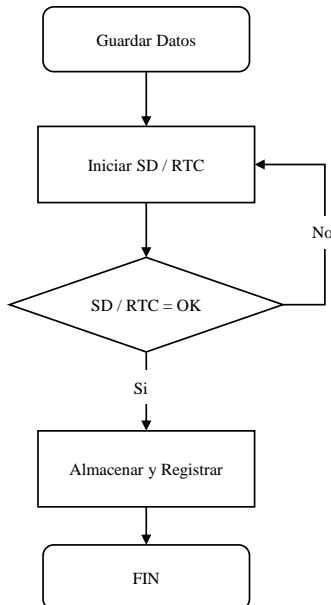 Guardar Datos
Iniciar SD / RTC
No
SD / RTC = OK
Si
Almacenar y Registrar
FIN